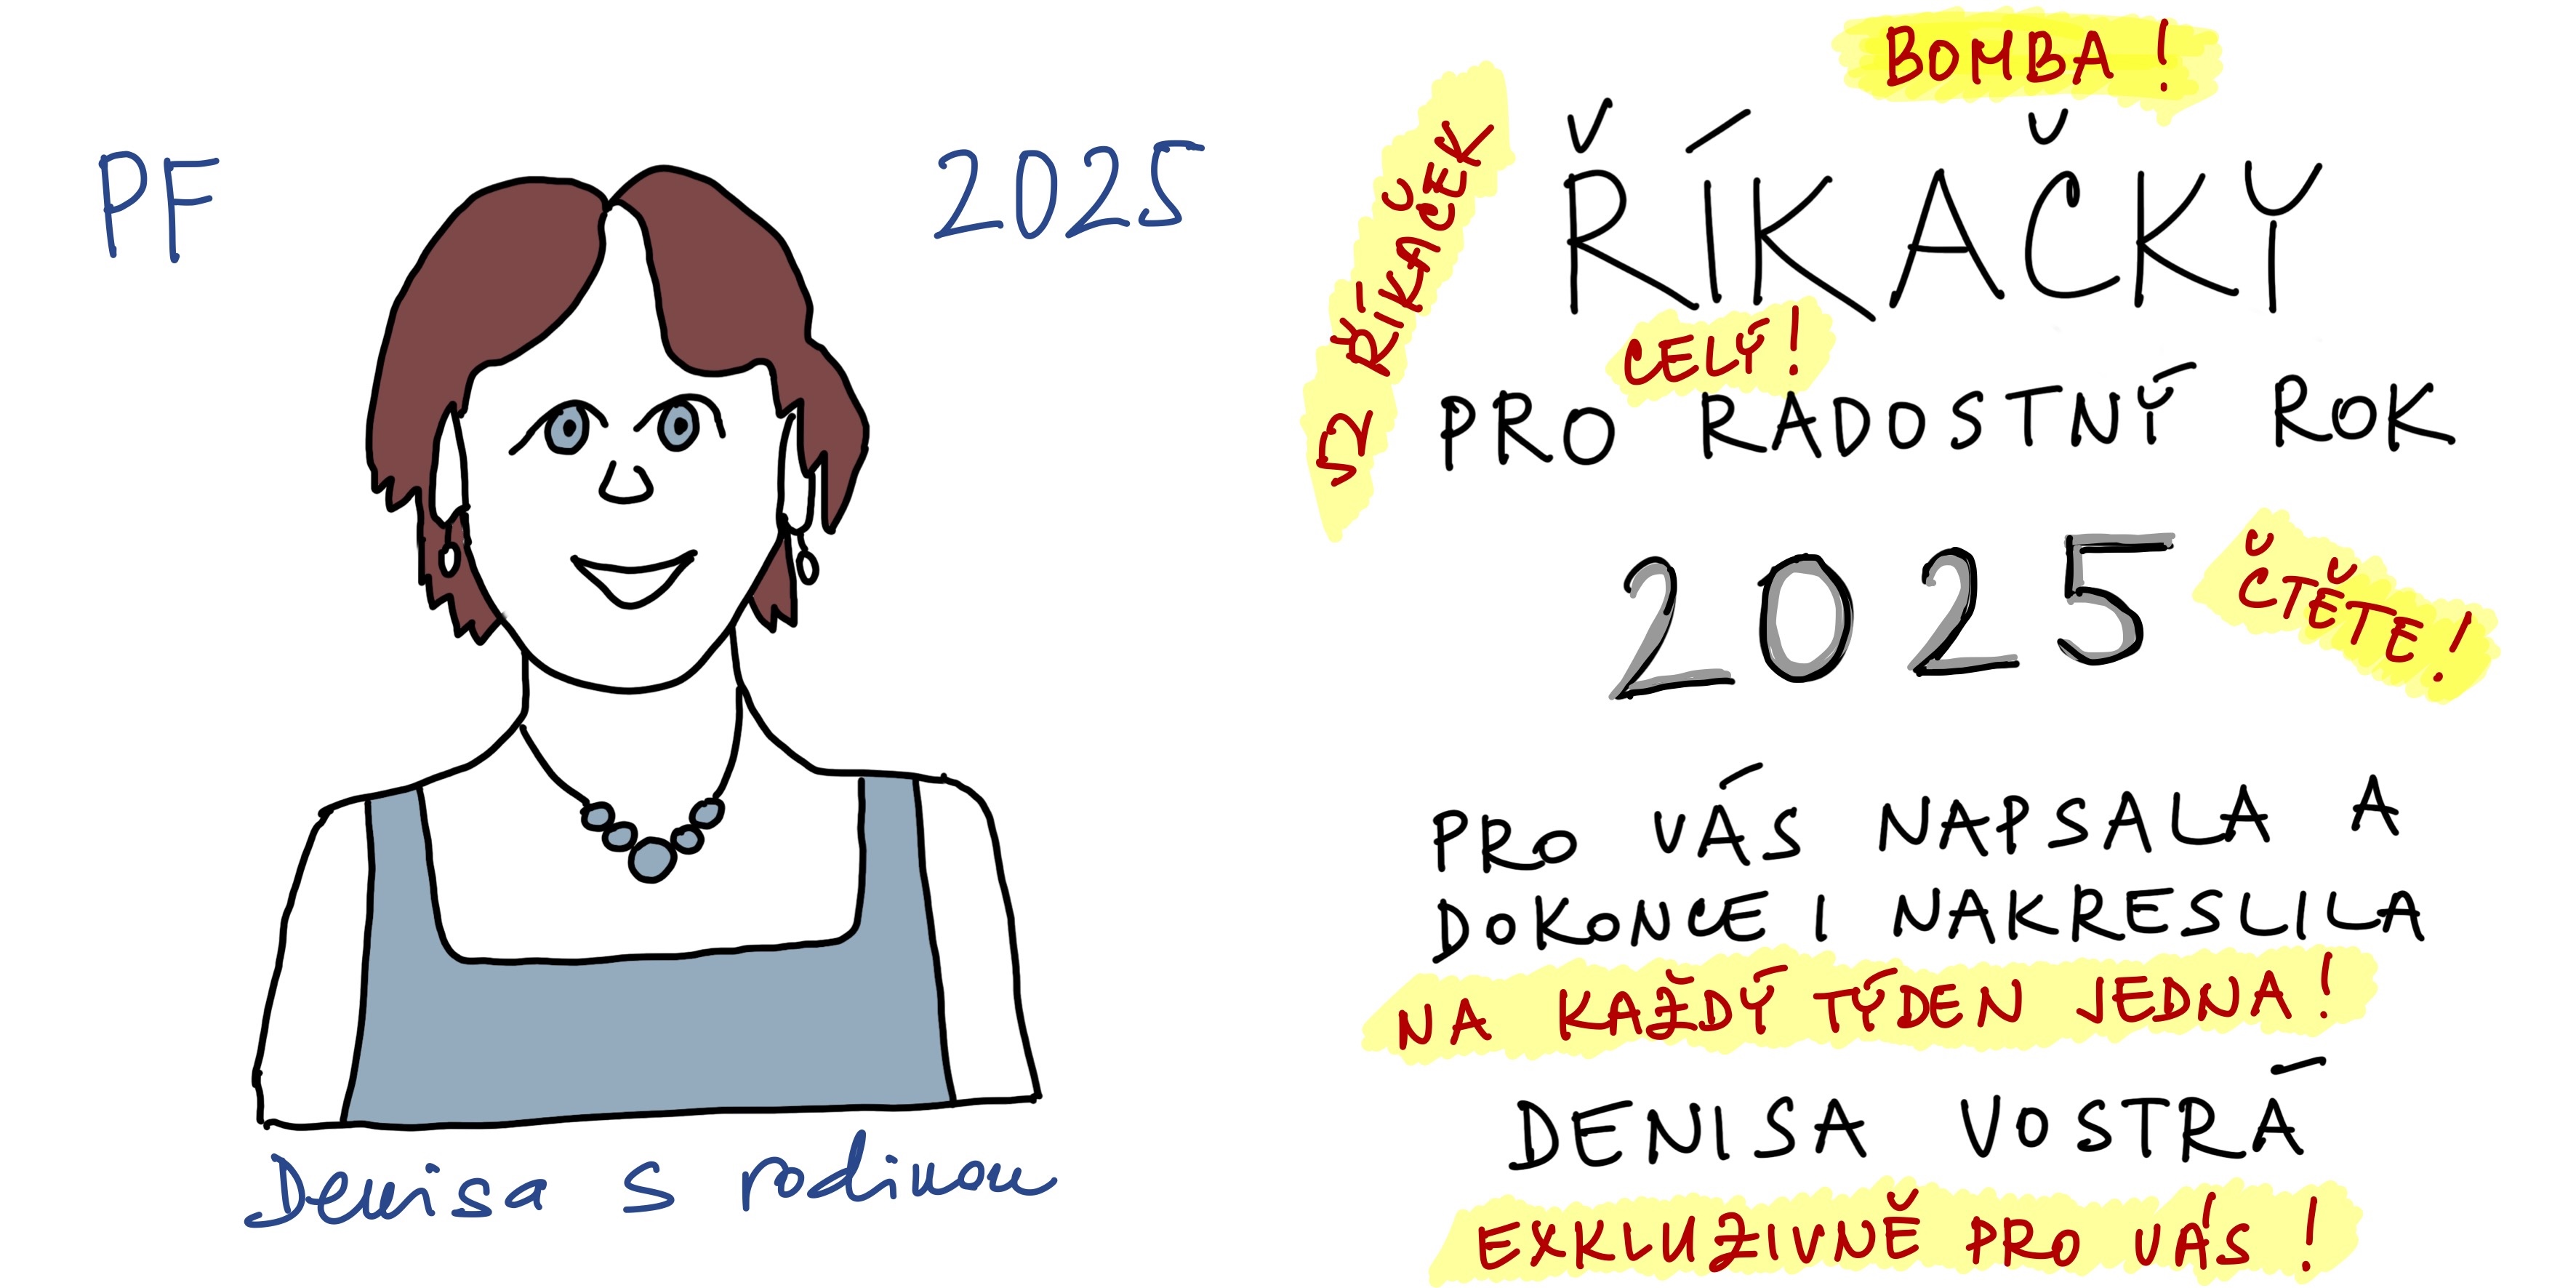 PF 2025
Denisa s rodinou
BOMBA!
52 ŘÍKAČEK
ŘÍKAČKY
CELÝ!
PRO RADOSTNÝ ROK
2025
ČTĚTE!
PRO VÁS NAPSALA A
DOKONCE I NAKRESLILA
NA KAŽDÝ TÝDEN JEDNA!
DENISA VOSTRÁ
EXKLUZIVNĚ PRO VÁS!